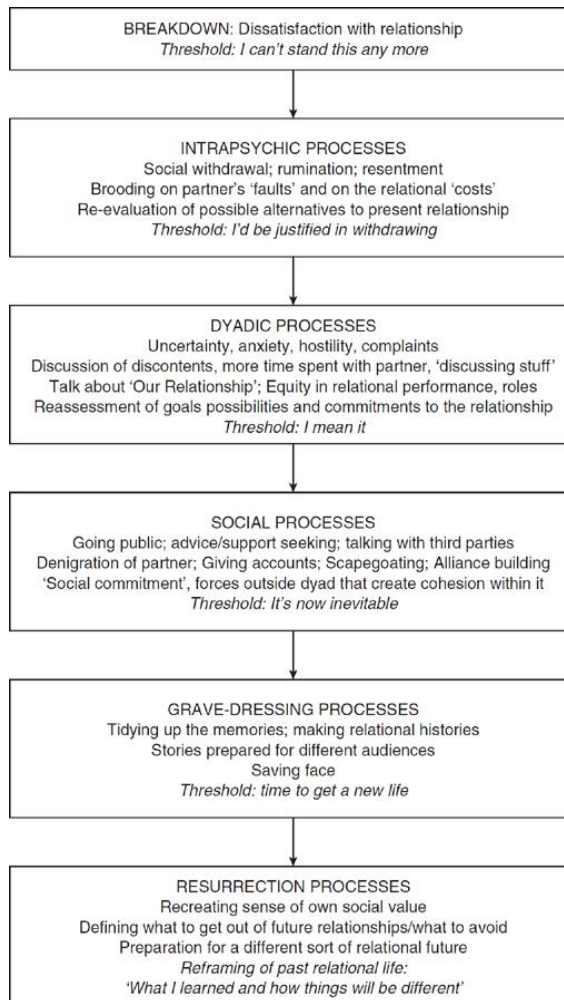 BREAKDOWN: Dissatisfaction with relationship
Threshold: I can't stand this any more
INTRAPSYCHIC PROCESSES
Social withdrawal; rumination; resentment
Brooding on partner's ‘faults’ and on the relational ‘costs’
Re-evaluation of possible alternatives to present relationship
Threshold: I'd be justified in withdrawing
DYADIC PROCESSES
Uncertainty, anxiety, hostility, complaints
Discussion of discontents, more time spent with partner, ‘discussing stuff’
Talk about ‘Our Relationship’; Equity in relational performance, roles
Reassessment of goals possibilities and commitments to the relationship
Threshold: I mean it
SOCIAL PROCESSES
Going public; advice/support seeking; talking with third parties
Denigration of partner; Giving accounts; Scapegoating; Alliance building
‘Social commitment’, forces outside dyad that create cohesion within it
Threshold: It's now inevitable
GRAVE-DRESSING PROCESSES
Tidying up the memories; making relational histories
Stories prepared for different audiences
Saving face
Threshold: time to get a new life
RESURRECTION PROCESSES
Recreating sense of own social value
Defining what to get out of future relationships/what to avoid
Preparation for a different sort of relational future
Reframing of past relational life:
‘What I learned and how things will be different’